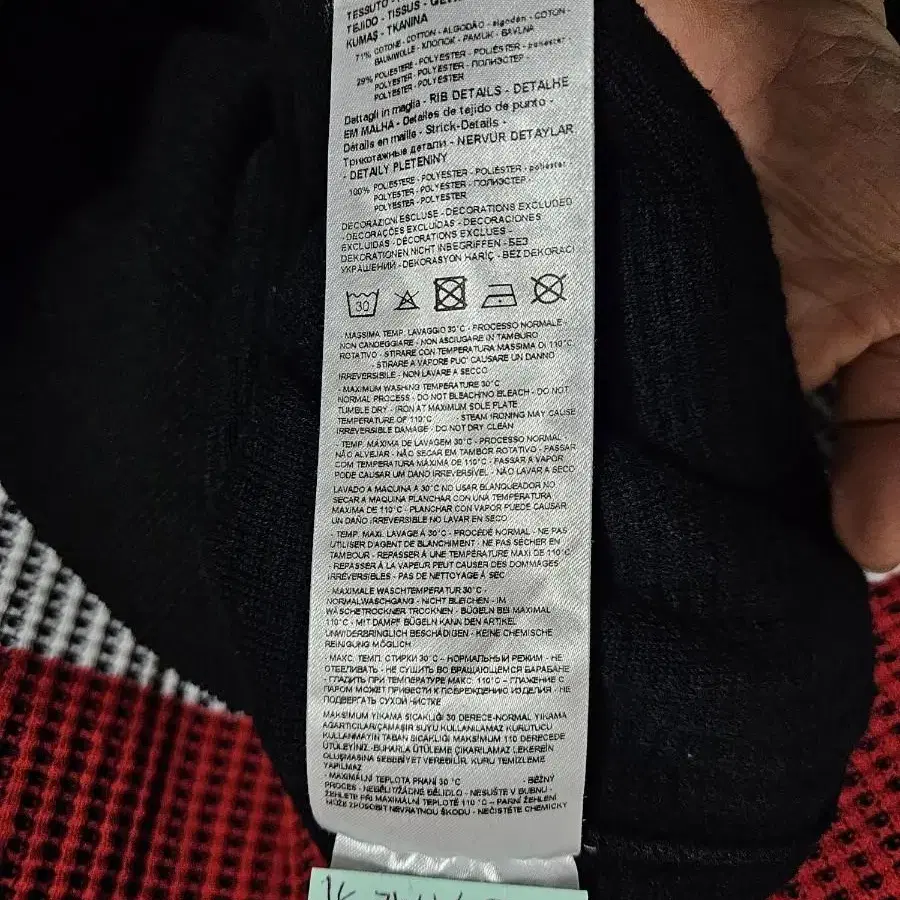 TESSUTO -
TEJIDO - TISSUS -
KUMAŞ - TKANINA
71% COTONE - COTTON - ALGODÃO - algodón - COTON -
BAUMWOLLE - ХЛОПОК - PAMUK - BAVLNA
29% POLIESTERE - POLYESTER - POLIÉSTER - poliéster -
POLYESTER - POLYESTER - ПОЛИЭСТЕР -
POLYESTER - POLYESTER
Dettagli in maglia - RIB DETAILS - DETALHE
EM MALHA - Detalles de tejido de punto -
Détails en maille - Strick-Details -
Трикотажные детали - NERVÜR DETAYLAR
- DETAILY PLETENINY
100% POLIESTERE - POLYESTER - POLIÉSTER - poliéster -
POLYESTER - POLYESTER - ПОЛИЭСТЕР -
POLYESTER - POLYESTER
DECORAZIONI ESCLUSE - DECORATIONS EXCLUDED
- DECORAÇÕES EXCLUÍDAS - DECORACIONES
EXCLUIDAS - DÉCORATIONS EXCLUES -
DEKORATIONEN NICHT INBEGRIFFEN - БЕЗ
УКРАШЕНИЙ - DEKORASYON HARİÇ - BEZ DEKORACÍ
30
- MASSIMA TEMP. LAVAGGIO 30°C - PROCESSO NORMALE -
NON CANDEGGIARE - NON ASCIUGARE IN TAMBURO
ROTATIVO - STIRARE CON TEMPERATURA MASSIMA DI 110°C
- STIRARE A VAPORE PUO' CAUSARE UN DANNO
IRREVERSIBILE - NON LAVARE A SECCO
- MAXIMUM WASHING TEMPERATURE 30°C
NORMAL PROCESS - DO NOT BLEACH/NO BLEACH - DO NOT
TUMBLE DRY - IRON AT MAXIMUM SOLE PLATE
TEMPERATURE OF 110°C - STEAM IRONING MAY CAUSE
IRREVERSIBLE DAMAGE - DO NOT DRY CLEAN
- TEMP. MÁXIMA DE LAVAGEM 30°C - PROCESSO NORMAL
NÃO ALVEJAR - NÃO SECAR EM TAMBOR ROTATIVO - PASSAR
COM TEMPERATURA MÁXIMA DE 110°C - PASSAR A VAPOR
PODE CAUSAR UM DANO IRREVERSÍVEL - NÃO LAVAR A SECO
LAVADO A MAQUINA A 30°C NO USAR BLANQUEADOR NO
SECAR A MAQUINA PLANCHAR CON UNA TEMPERATURA
MAXIMA DE 110°C - PLANCHAR CON VAPOR PUEDE CAUSAR
UN DAÑO IRREVERSIBLE NO LAVAR EN SECO
- TEMP. MAXI. LAVAGE À 30°C - PROCÉDÉ NORMAL - NE PAS
UTILISER D'AGENT DE BLANCHIMENT - NE PAS SÉCHER EN
TAMBOUR - REPASSER À UNE TEMPÉRATURE MAXI DE 110°C
- REPASSER À LA VAPEUR PEUT CAUSER DES DOMMAGES
IRRÉVERSIBLES - PAS DE NETTOYAGE À SEC
- MAXIMALE WASCHTEMPERATUR 30°C -
NORMALWASCHGANG - NICHT BLEICHEN - IM
WÄSCHETROCKNER TROCKNEN - BÜGELN BEI MAXIMAL
110°C - MIT DAMPF BÜGELN KANN DEN ARTIKEL
UNWIDERBRINGLICH BESCHÄDIGEN - KEINE CHEMISCHE
REINIGUNG MÖGLICH
- МАКС. ТЕМП. СТИРКИ 30°C – НОРМАЛЬНЫЙ РЕЖИМ - НЕ
ОТБЕЛИВАТЬ - НЕ СУШИТЬ ВО ВРАЩАЮЩЕМСЯ БАРАБАНЕ
- ГЛАДИТЬ ПРИ ТЕМПЕРАТУРЕ МАКС. 110°C – ГЛАЖЕНИЕ С
ПАРОМ МОЖЕТ ПРИВЕСТИ К ПОВРЕЖДЕНИЮ ИЗДЕЛИЯ - НЕ
ПОДВЕРГАТЬ СУХОЙ ЧИСТКЕ
MAKSIMUM YIKAMA SICAKLIĞI 30 DERECE-NORMAL YIKAMA
AĞARTICILAR/ÇAMAŞIR SUYU KULLANILAMAZ KURUTUCU
KULLANMAYIN TABAN SICAKLIĞI MAKSİMUM 110 DERECEDE
ÜTÜLEYİNİZ. BUHARLA ÜTÜLEME ÇIKARILAMAZ LEKERİN
OLUŞMASINA SEBEBİYET VEREBİLİR. KURU TEMİZLEME
YAPILMAZ
- MAXIMÁLNÍ TEPLOTA PRANÍ 30 °C - BĚŽNÝ
PROCES - NEBĚLIT/ŽÁDNÉ BĚLIDLO - NESUŠTE V BUBNU -
ŽEHLETE PŘI MAXIMÁLNÍ TEPLOTĚ 110 °C – PARNÍ ŽEHLENÍ
MŮŽE ZPŮSOBIT NEVRATNOU ŠKODU - NEČISTĚTE CHEMICKY